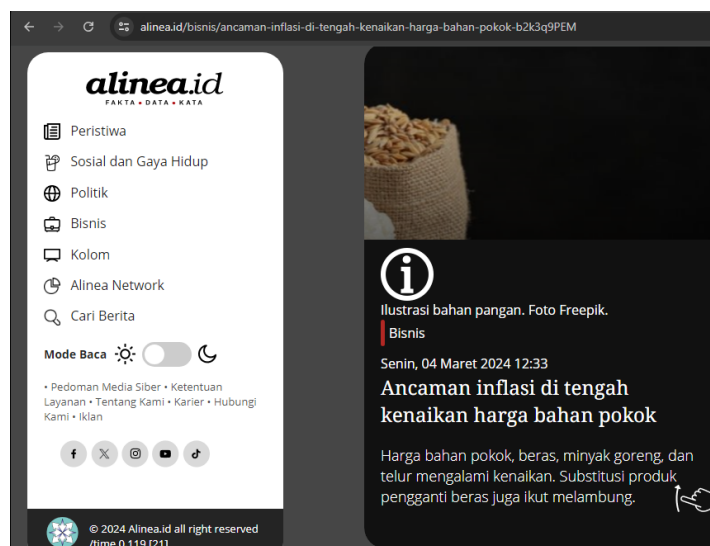 alinea.id/bisnis/ancaman-inflasi-di-tengah-kenaikan-harga-bahan-pokok-b2k3q9PEM
alinea.id
FAKTA • DATA • KATA
Peristiwa
Sosial dan Gaya Hidup
Politik
Bisnis
Kolom
Alinea Network
Cari Berita
Mode Baca
• Pedoman Media Siber • Ketentuan
Layanan • Tentang Kami • Karier • Hubungi
Kami • Iklan
© 2024 Alinea.id all right reserved
/time 0.119 [21]
Ilustrasi bahan pangan. Foto Freepik.
Bisnis
Senin, 04 Maret 2024 12:33
Ancaman inflasi di tengah
kenaikan harga bahan pokok
Harga bahan pokok, beras, minyak goreng, dan
telur mengalami kenaikan. Substitusi produk
pengganti beras juga ikut melambung.